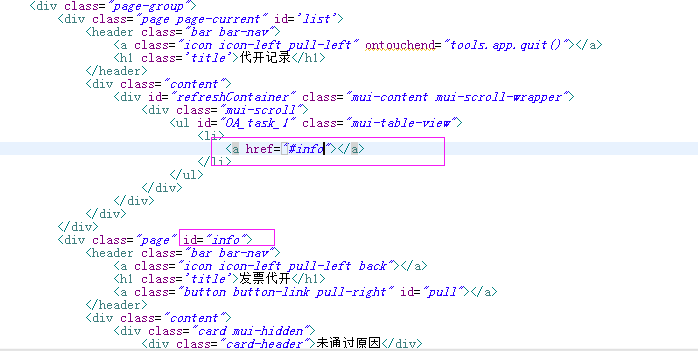 <div class="page-group">
<div class="page page-current" id='list'>
<header class="bar bar-nav">
<a class="icon icon-left pull-left" ontouchend="tools.app.quit()"></a>
<h1 class='title'>代开记录</h1>
</header>
<div class="content">
<div id="refreshContainer" class="mui-content mui-scroll-wrapper">
<div class="mui-scroll">
<ul id="OA_task_1" class="mui-table-view">
<li>
<a href="#info"></a>
</li>
</ul>
</div>
</div>
</div>
</div>
<div class="page" id="info">
<header class="bar bar-nav">
<a class="icon icon-left pull-left back"></a>
<h1 class='title'>发票代开</h1>
<a class="button button-link pull-right" id="pull"></a>
</header>
<div class="content">
<div class="card mui-hidden">
<div class="card-header">未通过原因</div>